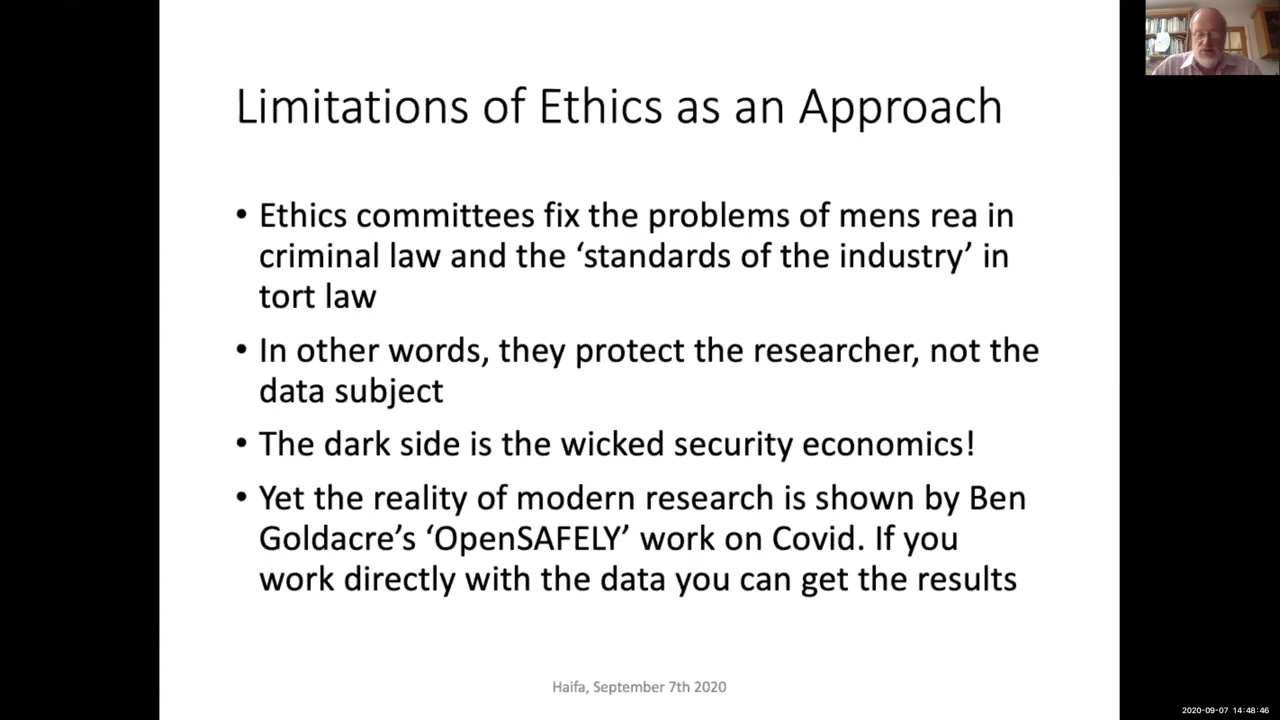 Limitations of Ethics as an Approach
• Ethics committees fix the problems of mens rea in
criminal law and the ‘standards of the industry’ in
tort law
• In other words, they protect the researcher, not the
data subject
• The dark side is the wicked security economics!
• Yet the reality of modern research is shown by Ben
Goldacre’s ‘OpenSAFELY’ work on Covid. If you
work directly with the data you can get the results
Haifa, September 7th 2020
2020-09-07 14:48:46